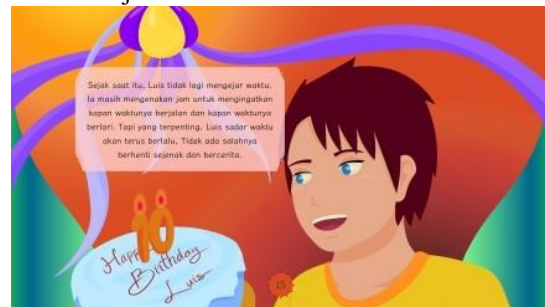 Sejak saat itu, Luis tidak lagi mengejar waktu.
Ia masih mengenakan jam untuk mengingatkan
kapan waktunya berjalan dan kapan waktunya
berlari. Tapi yang terpenting, Luis sadar waktu
akan terus berlalu, Tidak ada salahnya
berhenti sejenak dan bercerita.
10
Happy
Birthday
Luis
15